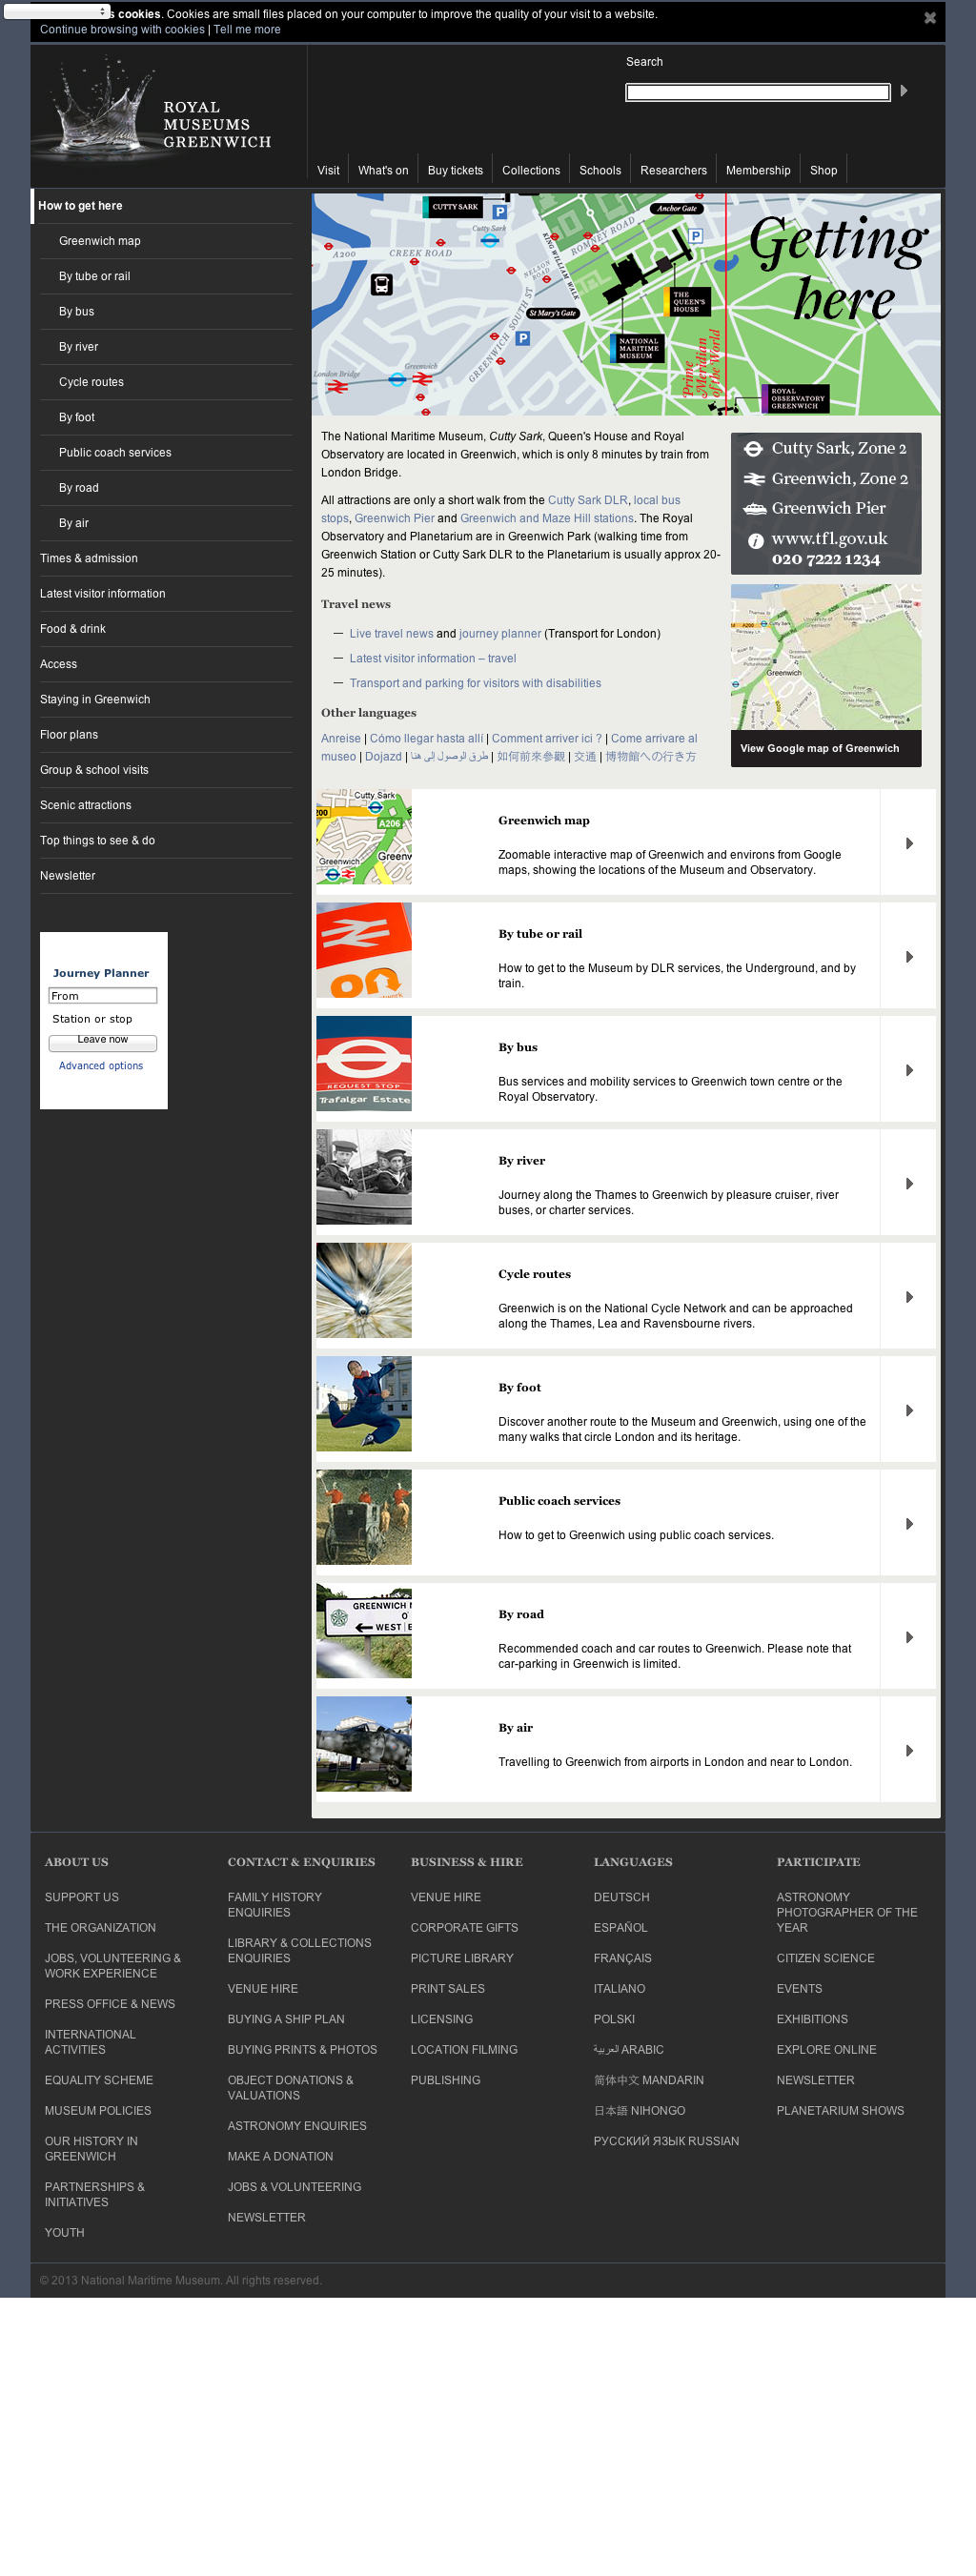 s cookies. Cookies are small files placed on your computer to improve the quality of your visit to a website.
Continue browsing with cookies | Tell me more
Search
ROYAL
MUSEUMS
GREENWICH
Visit
What's on
Buy tickets
Collections
Schools
Researchers
Membership
Shop
How to get here
Greenwich map
By tube or rail
By bus
By river
Cycle routes
By foot
Public coach services
By road
By air
Times & admission
Latest visitor information
Food & drink
Access
Staying in Greenwich
Floor plans
Group & school visits
Scenic attractions
Top things to see & do
Newsletter
Journey Planner
From
Station or stop
Leave now
Advanced options
Getting
here
CUTTY SARK
P
Cutty Sark
Anchor Gate
P
A206
CREEK ROAD
KING WILLIAM WALK
ROMNEY ROAD
NELSON ROAD
St Mary's Gate
THE QUEEN'S HOUSE
GREENWICH SOUTH ST
P
NATIONAL MARITIME MUSEUM
London Bridge
Greenwich
Prime Meridian of the World
ROYAL OBSERVATORY GREENWICH
The National Maritime Museum, Cutty Sark, Queen's House and Royal
Observatory are located in Greenwich, which is only 8 minutes by train from
London Bridge.
All attractions are only a short walk from the Cutty Sark DLR, local bus
stops, Greenwich Pier and Greenwich and Maze Hill stations. The Royal
Observatory and Planetarium are in Greenwich Park (walking time from
Greenwich Station or Cutty Sark DLR to the Planetarium is usually approx 20-
25 minutes).
Travel news
— Live travel news and journey planner (Transport for London)
— Latest visitor information – travel
— Transport and parking for visitors with disabilities
Other languages
Anreise | Cómo llegar hasta allí | Comment arriver ici ? | Come arrivare al
museo | Dojazd | طرق الوصول إلى هنا | 如何前來參觀 | 交通 | 博物館への行き方
Cutty Sark, Zone 2
Greenwich, Zone 2
Greenwich Pier
www.tfl.gov.uk
020 7222 1234
Greenwich
View Google map of Greenwich
Cutty Sark
200
A206
Greenwich
Greenw
Greenwich map
Zoomable interactive map of Greenwich and environs from Google
maps, showing the locations of the Museum and Observatory.
By tube or rail
How to get to the Museum by DLR services, the Underground, and by
train.
REQUEST STOP
Trafalgar Estate
By bus
Bus services and mobility services to Greenwich town centre or the
Royal Observatory.
By river
Journey along the Thames to Greenwich by pleasure cruiser, river
buses, or charter services.
Cycle routes
Greenwich is on the National Cycle Network and can be approached
along the Thames, Lea and Ravensbourne rivers.
By foot
Discover another route to the Museum and Greenwich, using one of the
many walks that circle London and its heritage.
Public coach services
How to get to Greenwich using public coach services.
GREENWICH M
O
WEST E
By road
Recommended coach and car routes to Greenwich. Please note that
car-parking in Greenwich is limited.
By air
Travelling to Greenwich from airports in London and near to London.
ABOUT US
SUPPORT US
THE ORGANIZATION
JOBS, VOLUNTEERING &
WORK EXPERIENCE
PRESS OFFICE & NEWS
INTERNATIONAL
ACTIVITIES
EQUALITY SCHEME
MUSEUM POLICIES
OUR HISTORY IN
GREENWICH
PARTNERSHIPS &
INITIATIVES
YOUTH
CONTACT & ENQUIRIES
FAMILY HISTORY
ENQUIRIES
LIBRARY & COLLECTIONS
ENQUIRIES
VENUE HIRE
BUYING A SHIP PLAN
BUYING PRINTS & PHOTOS
OBJECT DONATIONS &
VALUATIONS
ASTRONOMY ENQUIRIES
MAKE A DONATION
JOBS & VOLUNTEERING
NEWSLETTER
BUSINESS & HIRE
VENUE HIRE
CORPORATE GIFTS
PICTURE LIBRARY
PRINT SALES
LICENSING
LOCATION FILMING
PUBLISHING
LANGUAGES
DEUTSCH
ESPAÑOL
FRANÇAIS
ITALIANO
POLSKI
العربية ARABIC
简体中文 MANDARIN
日本語 NIHONGO
РУССКИЙ ЯЗЫК RUSSIAN
PARTICIPATE
ASTRONOMY
PHOTOGRAPHER OF THE
YEAR
CITIZEN SCIENCE
EVENTS
EXHIBITIONS
EXPLORE ONLINE
NEWSLETTER
PLANETARIUM SHOWS
© 2013 National Maritime Museum. All rights reserved.